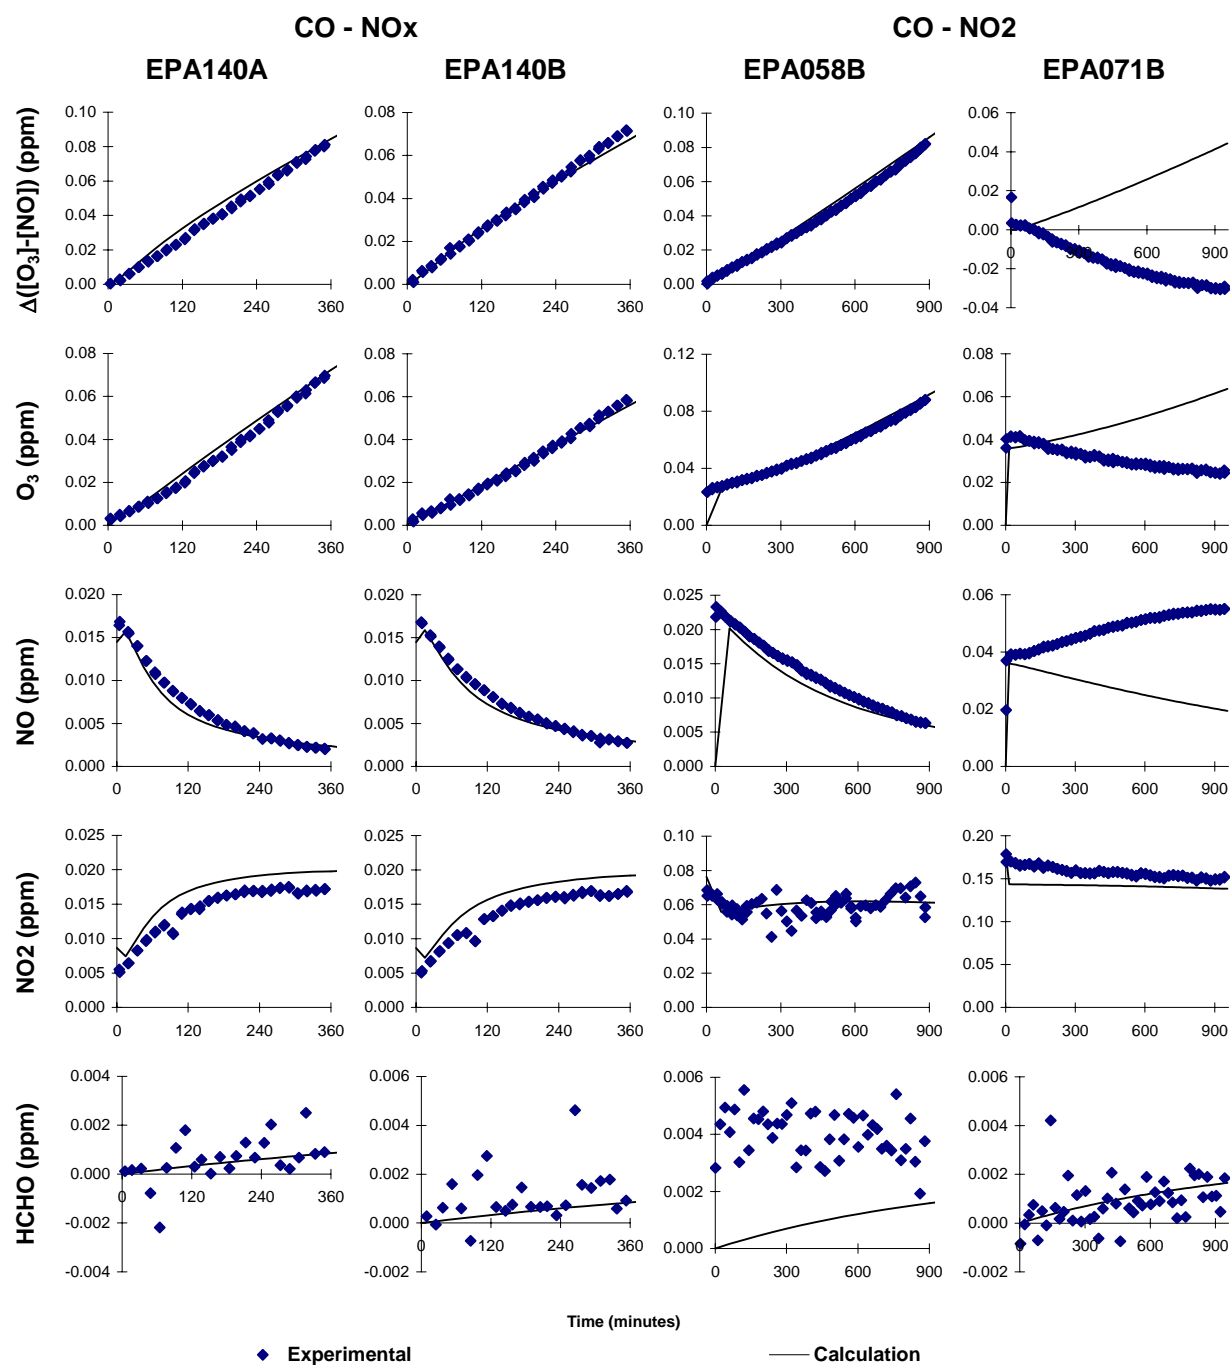 CO - NOx CO - NO2
EPA140A EPA140B EPA058B EPA071B
Δ([O₃]-[NO]) (ppm)
0.10 0.08 0.10 0.06
0.08 0.06 0.08 0.04
0.06 0.04 0.06 0.02
0.04 0.02 0.04 0.00
0.02 0.00 0.02 -0.02
0.00 0.00 -0.04
0 120 240 360 0 120 240 360 0 300 600 900 0 300 600 900
O₃ (ppm)
0.08 0.08 0.12 0.08
0.06 0.06 0.08 0.06
0.04 0.04 0.04 0.04
0.02 0.02 0.00 0.02
0.00 0.00 0.00
0 120 240 360 0 120 240 360 0 300 600 900 0 300 600 900
NO (ppm)
0.020 0.020 0.025 0.06
0.015 0.015 0.020 0.04
0.010 0.010 0.015 0.02
0.005 0.005 0.010 0.00
0.000 0.000 0.005
0.000
0 120 240 360 0 120 240 360 0 300 600 900 0 300 600 900
NO2 (ppm)
0.025 0.025 0.10 0.20
0.020 0.020 0.08 0.15
0.015 0.015 0.06 0.10
0.010 0.010 0.04 0.05
0.005 0.005 0.02 0.00
0.000 0.000 0.00
0 120 240 360 0 120 240 360 0 300 600 900 0 300 600 900
HCHO (ppm)
0.004 0.006 0.006 0.006
0.002 0.004 0.004 0.004
0.000 0.002 0.002 0.002
-0.002 0.000 0.000 0.000
-0.004 -0.002 -0.002
0 120 240 360 0 120 240 360 0 300 600 900 0 300 600 900
Time (minutes)
Experimental Calculation